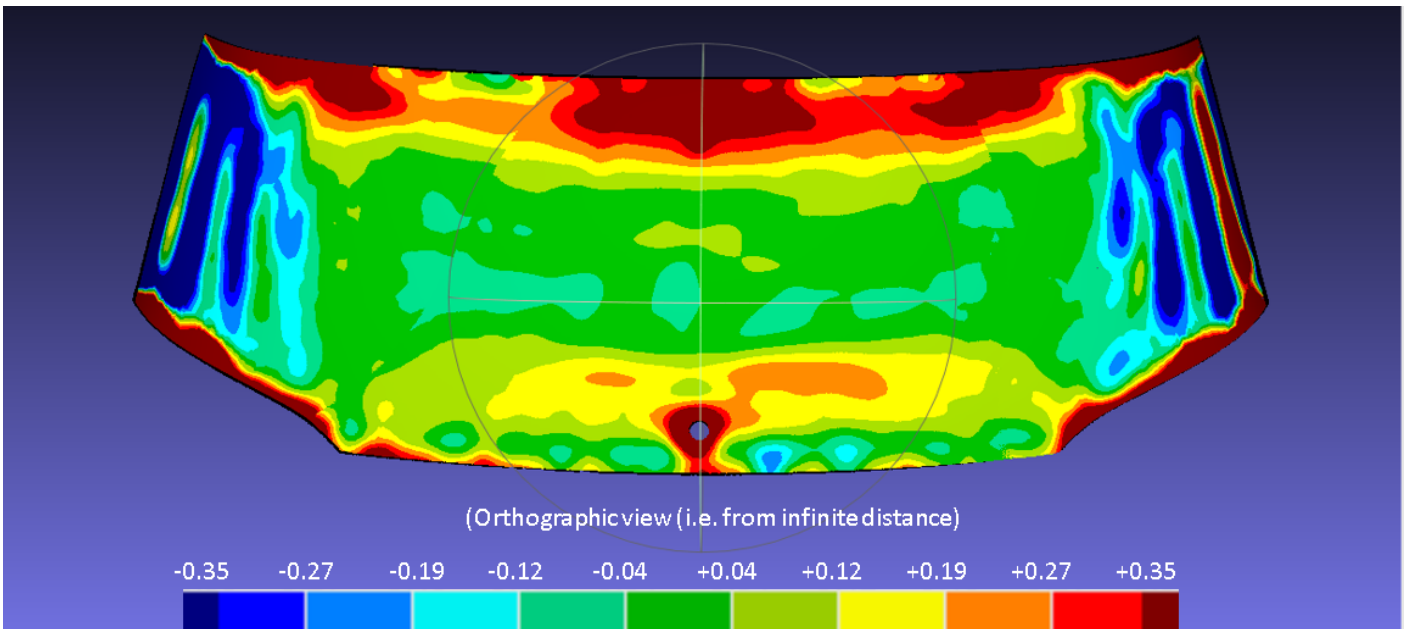 (Orthographic view (i.e. from infinite distance)
-0.35 -0.27 -0.19 -0.12 -0.04 +0.04 +0.12 +0.19 +0.27 +0.35